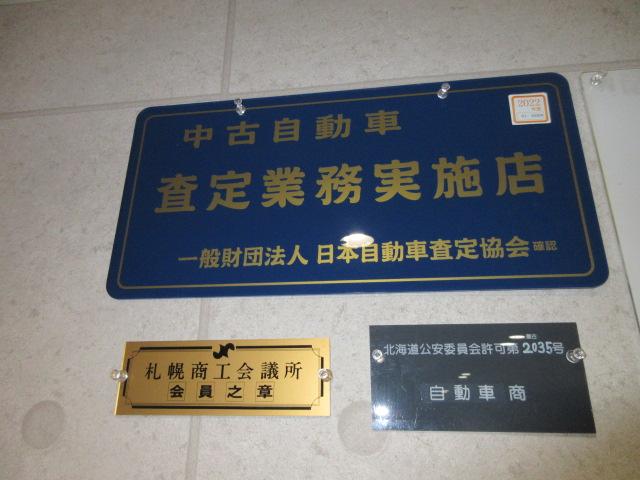 中古自動車
2022
査定業務実施店
一般財団法人 日本自動車査定協会 確認
札幌商工会議所
会員之章
北海道公安委員会許可第2035号
自動車商